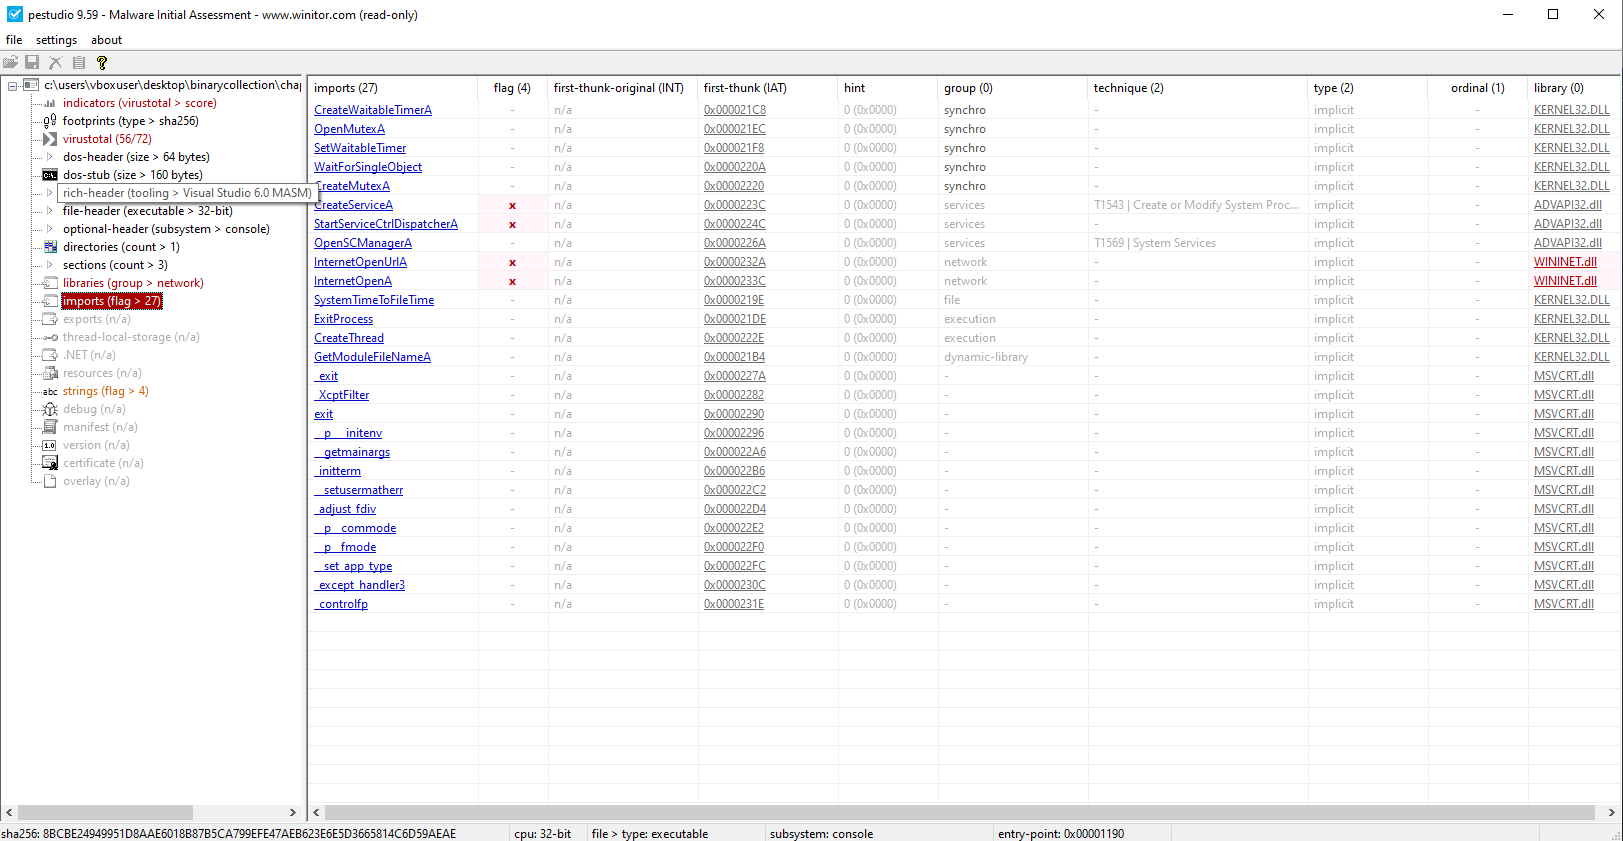 pestudio 9.59 - Malware Initial Assessment - www.winitor.com (read-only)
file settings about
c:\users\vboxuser\desktop\binarycollection\chap
indicators (virustotal > score)
footprints (type > sha256)
virustotal (56/72)
dos-header (size > 64 bytes)
dos-stub (size > 160 bytes)
rich-header (tooling > Visual Studio 6.0 MASM)
file-header (executable > 32-bit)
optional-header (subsystem > console)
directories (count > 1)
sections (count > 3)
libraries (group > network)
imports (flag > 27)
exports (n/a)
thread-local-storage (n/a)
.NET (n/a)
resources (n/a)
abc strings (flag > 4)
debug (n/a)
manifest (n/a)
1.0 version (n/a)
certificate (n/a)
overlay (n/a)
imports (27) flag (4) first-thunk-original (INT) first-thunk (IAT) hint group (0) technique (2) type (2) ordinal (1) library (0)
CreateWaitableTimerA - n/a 0x000021C8 0 (0x0000) synchro - implicit - KERNEL32.DLL
OpenMutexA - n/a 0x000021EC 0 (0x0000) synchro - implicit - KERNEL32.DLL
SetWaitableTimer - n/a 0x000021F8 0 (0x0000) synchro - implicit - KERNEL32.DLL
WaitForSingleObject - n/a 0x0000220A 0 (0x0000) synchro - implicit - KERNEL32.DLL
CreateMutexA - n/a 0x00002220 0 (0x0000) synchro - implicit - KERNEL32.DLL
CreateServiceA x n/a 0x0000223C 0 (0x0000) services T1543 | Create or Modify System Proc... implicit - ADVAPI32.dll
StartServiceCtrlDispatcherA x n/a 0x0000224C 0 (0x0000) services - implicit - ADVAPI32.dll
OpenSCManagerA - n/a 0x0000226A 0 (0x0000) services T1569 | System Services implicit - ADVAPI32.dll
InternetOpenUrlA x n/a 0x0000232A 0 (0x0000) network - implicit - WININET.dll
InternetOpenA x n/a 0x0000233C 0 (0x0000) network - implicit - WININET.dll
SystemTimeToFileTime - n/a 0x0000219E 0 (0x0000) file - implicit - KERNEL32.DLL
ExitProcess - n/a 0x000021DE 0 (0x0000) execution - implicit - KERNEL32.DLL
CreateThread - n/a 0x0000222E 0 (0x0000) execution - implicit - KERNEL32.DLL
GetModuleFileNameA - n/a 0x000021B4 0 (0x0000) dynamic-library - implicit - KERNEL32.DLL
_exit - n/a 0x0000227A 0 (0x0000) - - implicit - MSVCRT.dll
_XcptFilter - n/a 0x00002282 0 (0x0000) - - implicit - MSVCRT.dll
exit - n/a 0x00002290 0 (0x0000) - - implicit - MSVCRT.dll
__p___initenv - n/a 0x00002296 0 (0x0000) - - implicit - MSVCRT.dll
__getmainargs - n/a 0x000022A6 0 (0x0000) - - implicit - MSVCRT.dll
_initterm - n/a 0x000022B6 0 (0x0000) - - implicit - MSVCRT.dll
__setusermatherr - n/a 0x000022C2 0 (0x0000) - - implicit - MSVCRT.dll
_adjust_fdiv - n/a 0x000022D4 0 (0x0000) - - implicit - MSVCRT.dll
__p__commode - n/a 0x000022E2 0 (0x0000) - - implicit - MSVCRT.dll
__p__fmode - n/a 0x000022F0 0 (0x0000) - - implicit - MSVCRT.dll
__set_app_type - n/a 0x000022FC 0 (0x0000) - - implicit - MSVCRT.dll
_except_handler3 - n/a 0x0000230C 0 (0x0000) - - implicit - MSVCRT.dll
_controlfp - n/a 0x0000231E 0 (0x0000) - - implicit - MSVCRT.dll
sha256: 8BCBE24949951D8AAE6018B87B5CA799EFE47AEB623E6E5D3665814C6D59AEAE cpu: 32-bit file > type: executable subsystem: console entry-point: 0x00001190